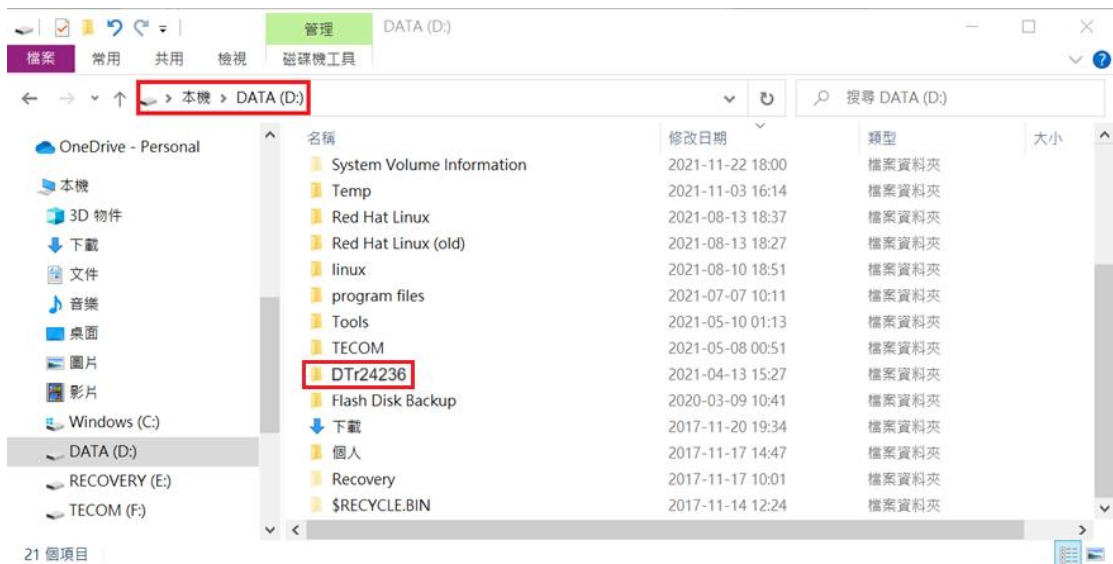 管理 DATA (D:)
檔案 常用 共用 檢視 磁碟機工具
本機 > DATA (D:) 搜尋 DATA (D:)
名稱 修改日期 類型 大小
OneDrive - Personal
本機
3D 物件
下載
文件
音樂
桌面
圖片
影片
Windows (C:)
DATA (D:)
RECOVERY (E:)
TECOM (F:)
System Volume Information 2021-11-22 18:00 檔案資料夾
Temp 2021-11-03 16:14 檔案資料夾
Red Hat Linux 2021-08-13 18:37 檔案資料夾
Red Hat Linux (old) 2021-08-13 18:27 檔案資料夾
linux 2021-08-10 18:51 檔案資料夾
program files 2021-07-07 10:11 檔案資料夾
Tools 2021-05-10 01:13 檔案資料夾
TECOM 2021-05-08 00:51 檔案資料夾
DTr24236 2021-04-13 15:27 檔案資料夾
Flash Disk Backup 2020-03-09 10:41 檔案資料夾
下載 2017-11-20 19:34 檔案資料夾
個人 2017-11-17 14:47 檔案資料夾
Recovery 2017-11-17 10:01 檔案資料夾
$RECYCLE.BIN 2017-11-14 12:24 檔案資料夾
21 個項目